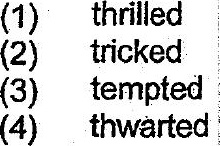 (1) thrilled
(2) tricked
(3) tempted
(4) thwarted